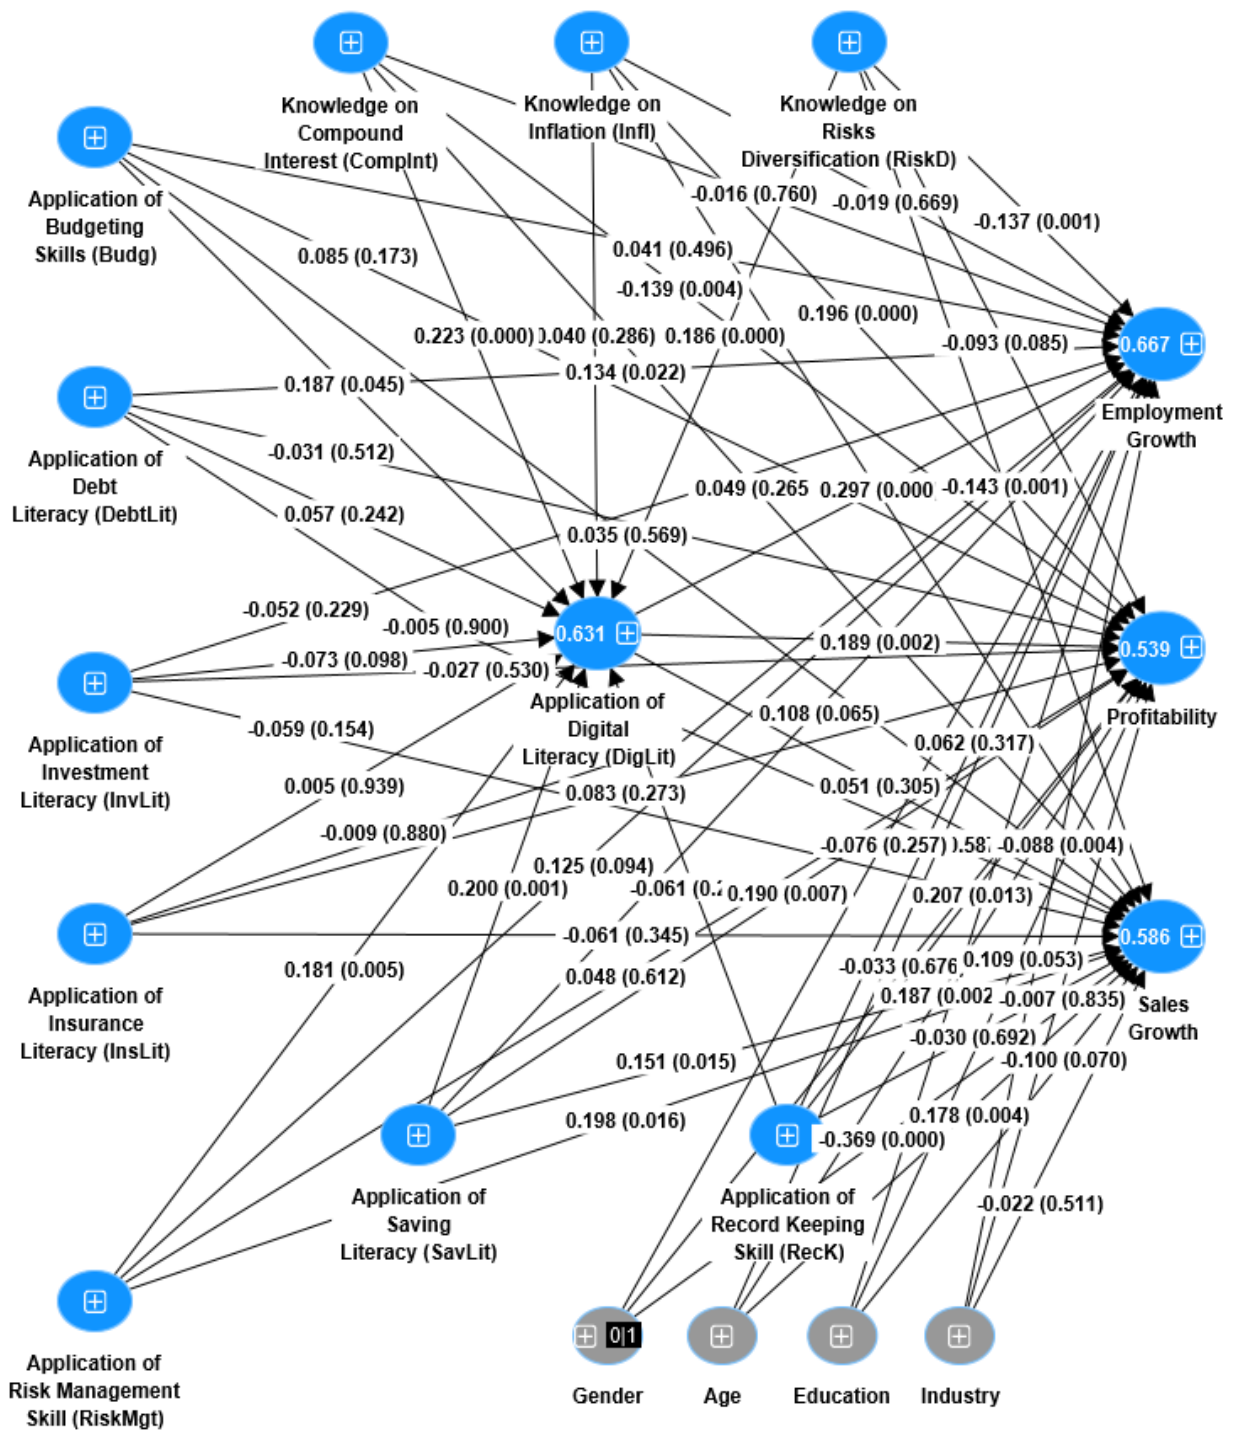 Knowledge on
Compound
Interest (CompInt)
Knowledge on
Inflation (Infl)
Knowledge on
Risks
Diversification (RiskD)
Application of
Budgeting
Skills (Budg)
-0.016 (0.760)
-0.019 (0.669)
-0.137 (0.001)
0.085 (0.173)
0.041 (0.496)
-0.139 (0.004)
0.196 (0.000)
0.223 (0.000)
0.040 (0.286)
0.186 (0.000)
-0.093 (0.085)
0.667
0.187 (0.045)
0.134 (0.022)
Employment
Growth
Application of
Debt
Literacy (DebtLit)
-0.031 (0.512)
0.049 (0.265
0.297 (0.000
-0.143 (0.001)
0.057 (0.242)
0.035 (0.569)
-0.052 (0.229)
-0.005 (0.900)
0.631
0.189 (0.002)
0.539
-0.073 (0.098)
-0.027 (0.530)
Application of
Digital
Literacy (DigLit)
Profitability
-0.059 (0.154)
0.108 (0.065)
0.062 (0.317)
Application of
Investment
Literacy (InvLit)
0.005 (0.939)
0.083 (0.273)
0.051 (0.305)
-0.009 (0.880)
-0.076 (0.257)
-0.088 (0.004)
0.125 (0.094)
0.200 (0.001)
-0.061
0.190 (0.007)
0.207 (0.013)
-0.061 (0.345)
0.586
0.181 (0.005)
0.048 (0.612)
-0.033 (0.676
0.109 (0.053)
Application of
Insurance
Literacy (InsLit)
0.187 (0.002
-0.007 (0.835)
Sales
Growth
-0.030 (0.692)
0.151 (0.015)
-0.100 (0.070)
0.198 (0.016)
0.178 (0.004)
-0.369 (0.000)
Application of
Saving
Literacy (SavLit)
Application of
Record Keeping
Skill (RecK)
-0.022 (0.511)
Application of
Risk Management
Skill (RiskMgt)
0|1
Gender
Age
Education
Industry